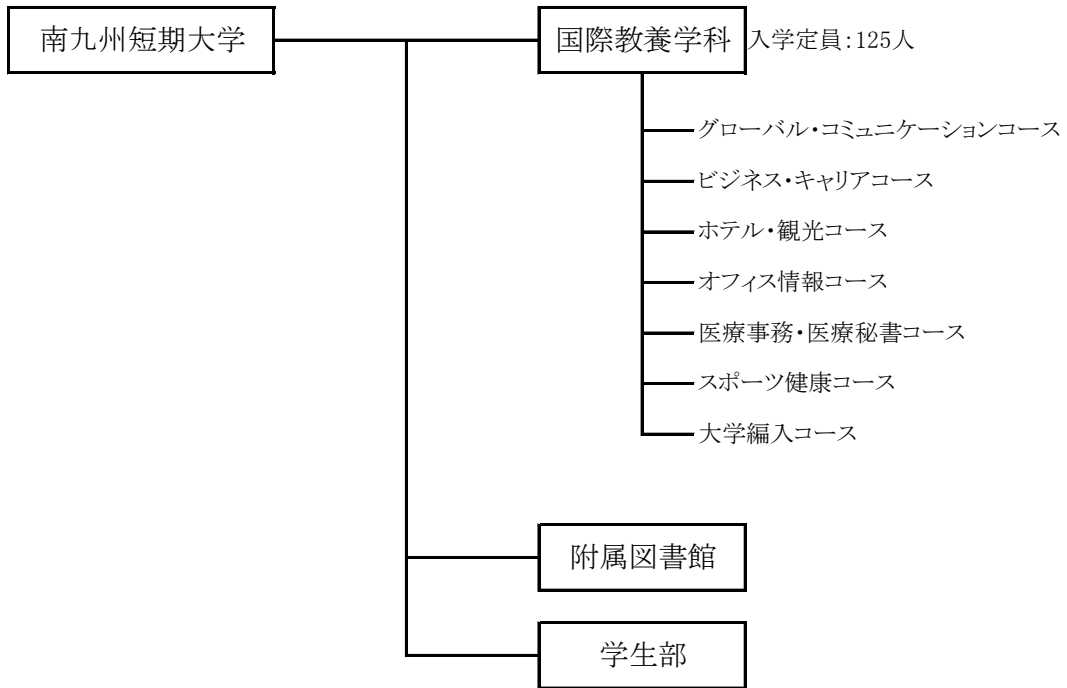 南九州短期大学
国際教養学科
入学定員:125人
グローバル・コミュニケーションコース
ビジネス・キャリアコース
ホテル・観光コース
オフィス情報コース
医療事務・医療秘書コース
スポーツ健康コース
大学編入コース
附属図書館
学生部